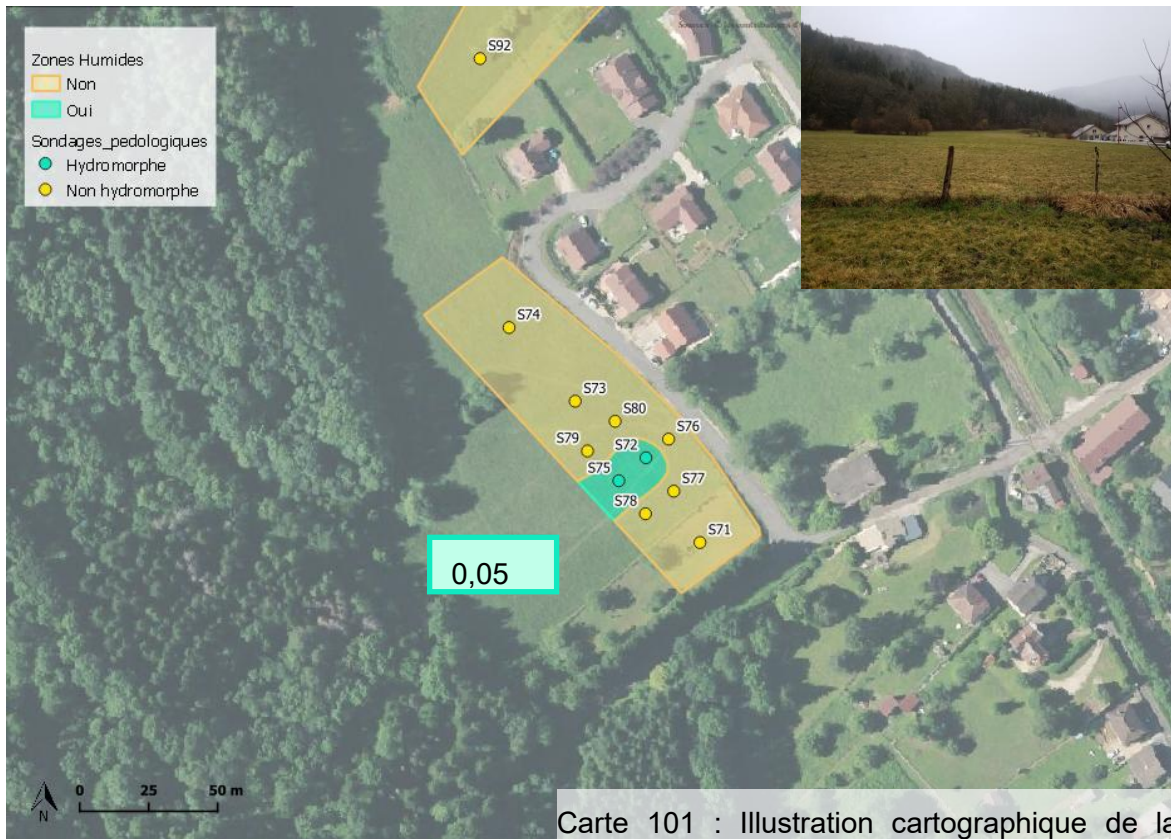 Zones Humides
Non
Oui
Sondages_pedologiques
Hydromorphe
Non hydromorphe
S92
S74
S73
S80
S76
S79
S72
S75
S77
S78
S71
0,05
0 25 50 m
N
Carte 101 : Illustration cartographique de la